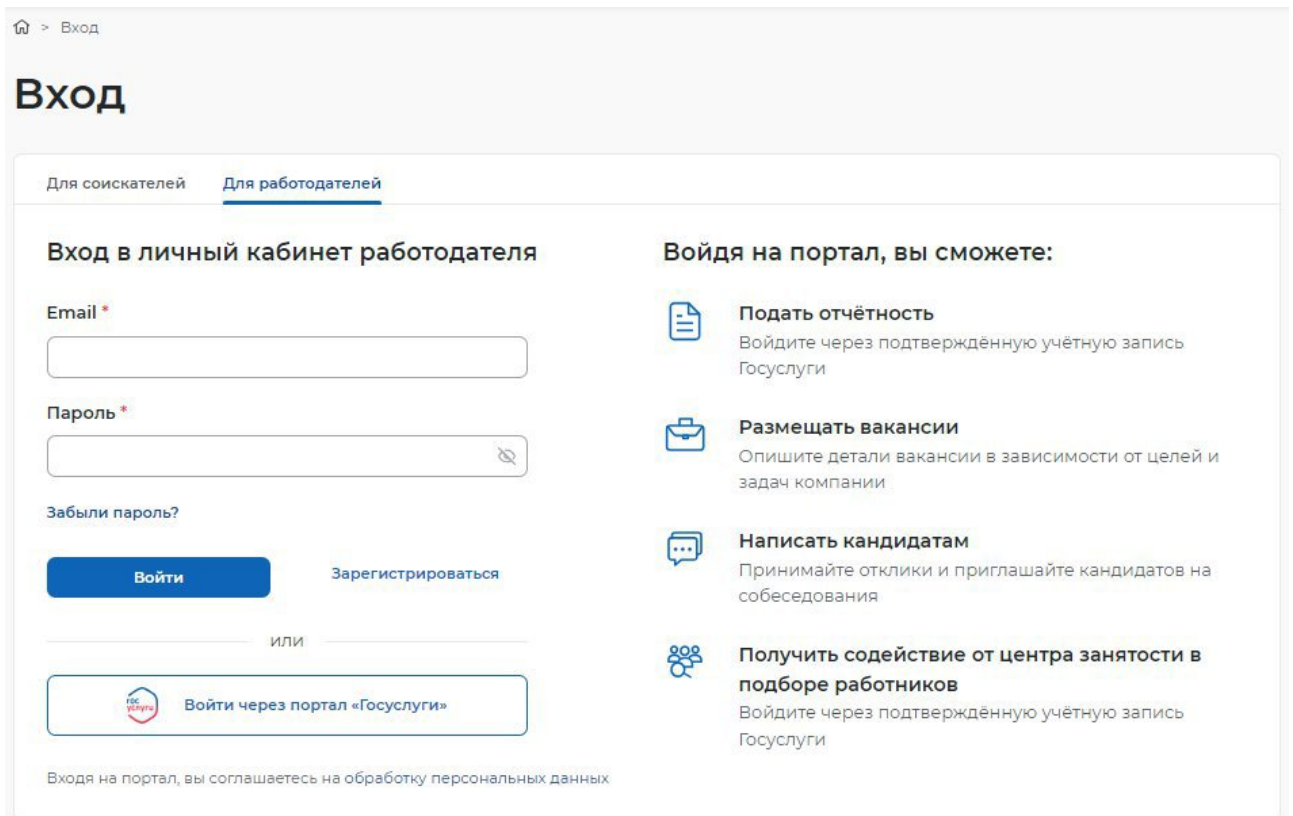 > Вход
Вход
Для соискателей Для работодателей
Вход в личный кабинет работодателя
Email *
Пароль *
Забыли пароль?
Войти Зарегистрироваться
или
гос
услуги
Войти через портал «Госуслуги»
Входя на портал, вы соглашаетесь на обработку персональных данных
Войдя на портал, вы сможете:
Подать отчётность
Войдите через подтверждённую учётную запись
Госуслуги
Размещать вакансии
Опишите детали вакансии в зависимости от целей и
задач компании
Написать кандидатам
Принимайте отклики и приглашайте кандидатов на
собеседования
Получить содействие от центра занятости в
подборе работников
Войдите через подтверждённую учётную запись
Госуслуги